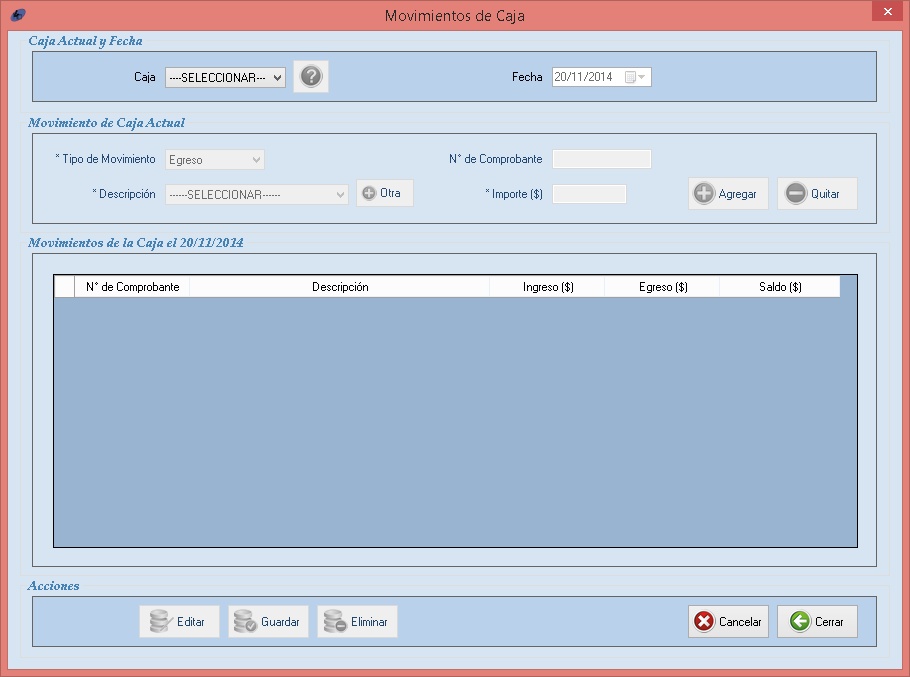 Movimientos de Caja
Caja Actual y Fecha
Caja ----SELECCIONAR--- ? Fecha 20/11/2014
Movimiento de Caja Actual
* Tipo de Movimiento Egreso N° de Comprobante
* Descripción ------SELECCIONAR------ Otra * Importe ($) Agregar Quitar
Movimientos de la Caja el 20/11/2014
N° de Comprobante Descripción Ingreso ($) Egreso ($) Saldo ($)
Acciones
Editar Guardar Eliminar Cancelar Cerrar